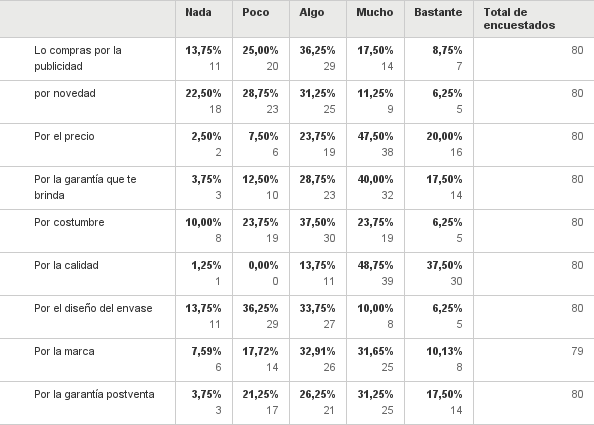 Nada Poco Algo Mucho Bastante Total de
encuestados
Lo compras por la 13,75% 25,00% 36,25% 17,50% 8,75% 80
publicidad 11 20 29 14 7
por novedad 22,50% 28,75% 31,25% 11,25% 6,25% 80
18 23 25 9 5
Por el precio 2,50% 7,50% 23,75% 47,50% 20,00% 80
2 6 19 38 16
Por la garantía que te 3,75% 12,50% 28,75% 40,00% 17,50% 80
brinda 3 10 23 32 14
Por costumbre 10,00% 23,75% 37,50% 23,75% 6,25% 80
8 19 30 19 5
Por la calidad 1,25% 0,00% 13,75% 48,75% 37,50% 80
1 0 11 39 30
Por el diseño del envase 13,75% 36,25% 33,75% 10,00% 6,25% 80
11 29 27 8 5
Por la marca 7,59% 17,72% 32,91% 31,65% 10,13% 79
6 14 26 25 8
Por la garantía postventa 3,75% 21,25% 26,25% 31,25% 17,50% 80
3 17 21 25 14